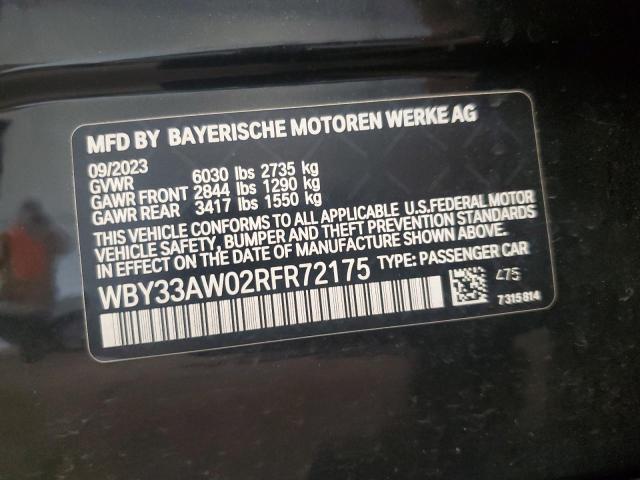 MFD BY BAYERISCHE MOTOREN WERKE AG
09/2023
GVWR 6030 lbs 2735 kg
GAWR FRONT 2844 lbs 1290 kg
GAWR REAR 3417 lbs 1550 kg
THIS VEHICLE CONFORMS TO ALL APPLICABLE U.S.FEDERAL MOTOR
VEHICLE SAFETY, BUMPER AND THEFT PREVENTION STANDARDS
IN EFFECT ON THE DATE OF MANUFACTURE SHOWN ABOVE.
WBY33AW02RFR72175 TYPE: PASSENGER CAR
475
7315814